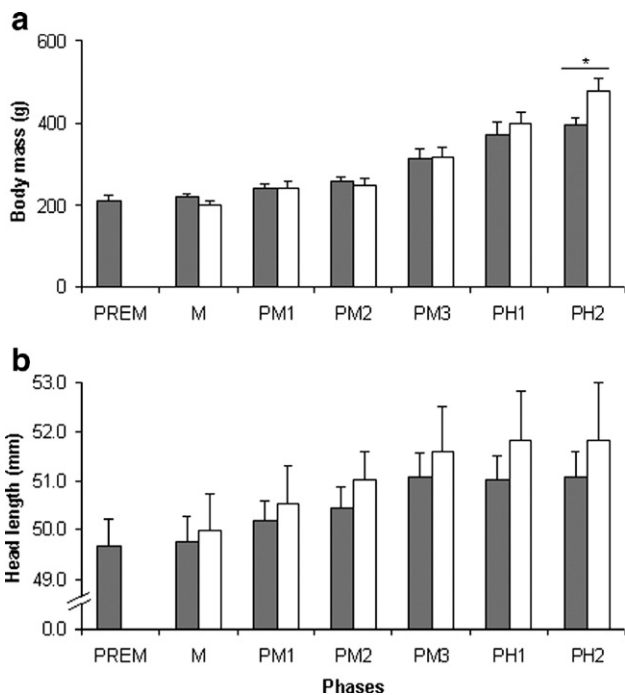 a
Body mass (g)
600
400
200
0
*
PREM M PM1 PM2 PM3 PH1 PH2
b
Head length (mm)
53.0
52.0
51.0
50.0
49.0
0.0
PREM M PM1 PM2 PM3 PH1 PH2
Phases